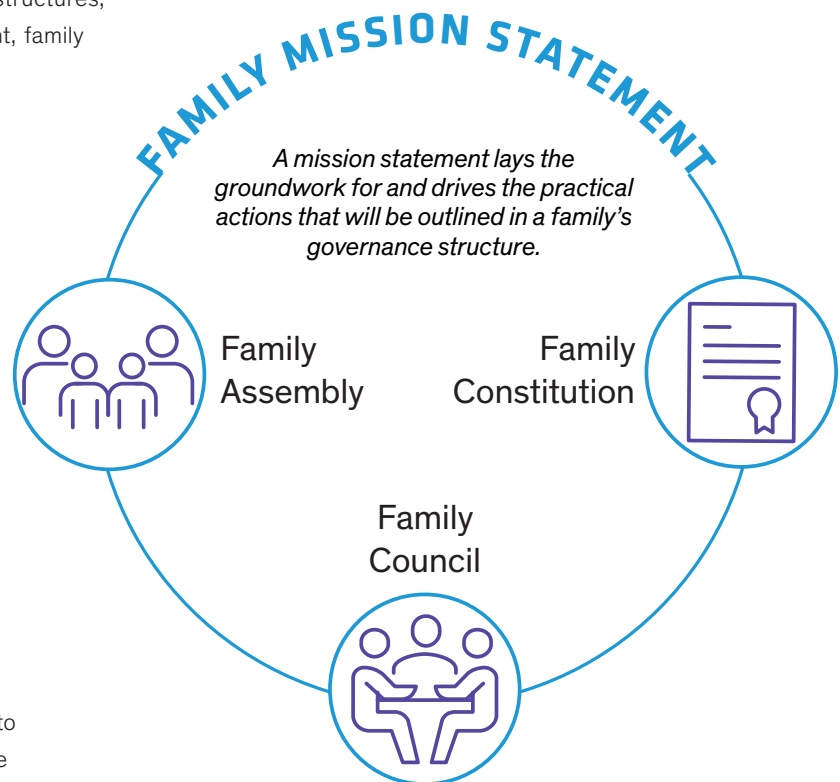 structures,
t, family
FAMILY MISSION STATEMENT
A mission statement lays the
groundwork for and drives the practical
actions that will be outlined in a family's
governance structure.
Family
Assembly
Family
Constitution
Family
Council
to
e